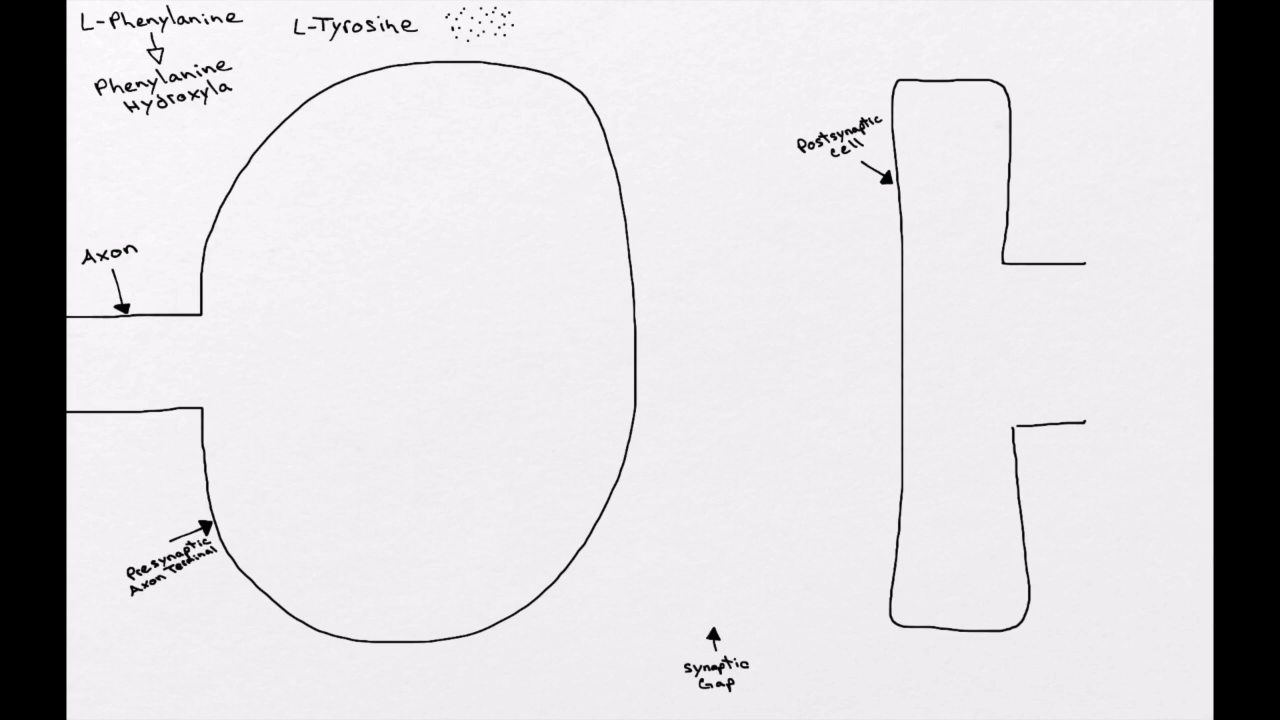 L-Phenylanine
L-Tyrosine
Phenylanine
Hydroxyla
Postsynaptic
cell
Axon
Presynaptic
Axon Terminal
Synaptic
Gap